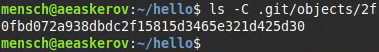 mensch@aeaskerov:~/hello$ ls -C .git/objects/2f
0fbd072a938dbdc2f15815d3465e321d425d30
mensch@aeaskerov:~/hello$